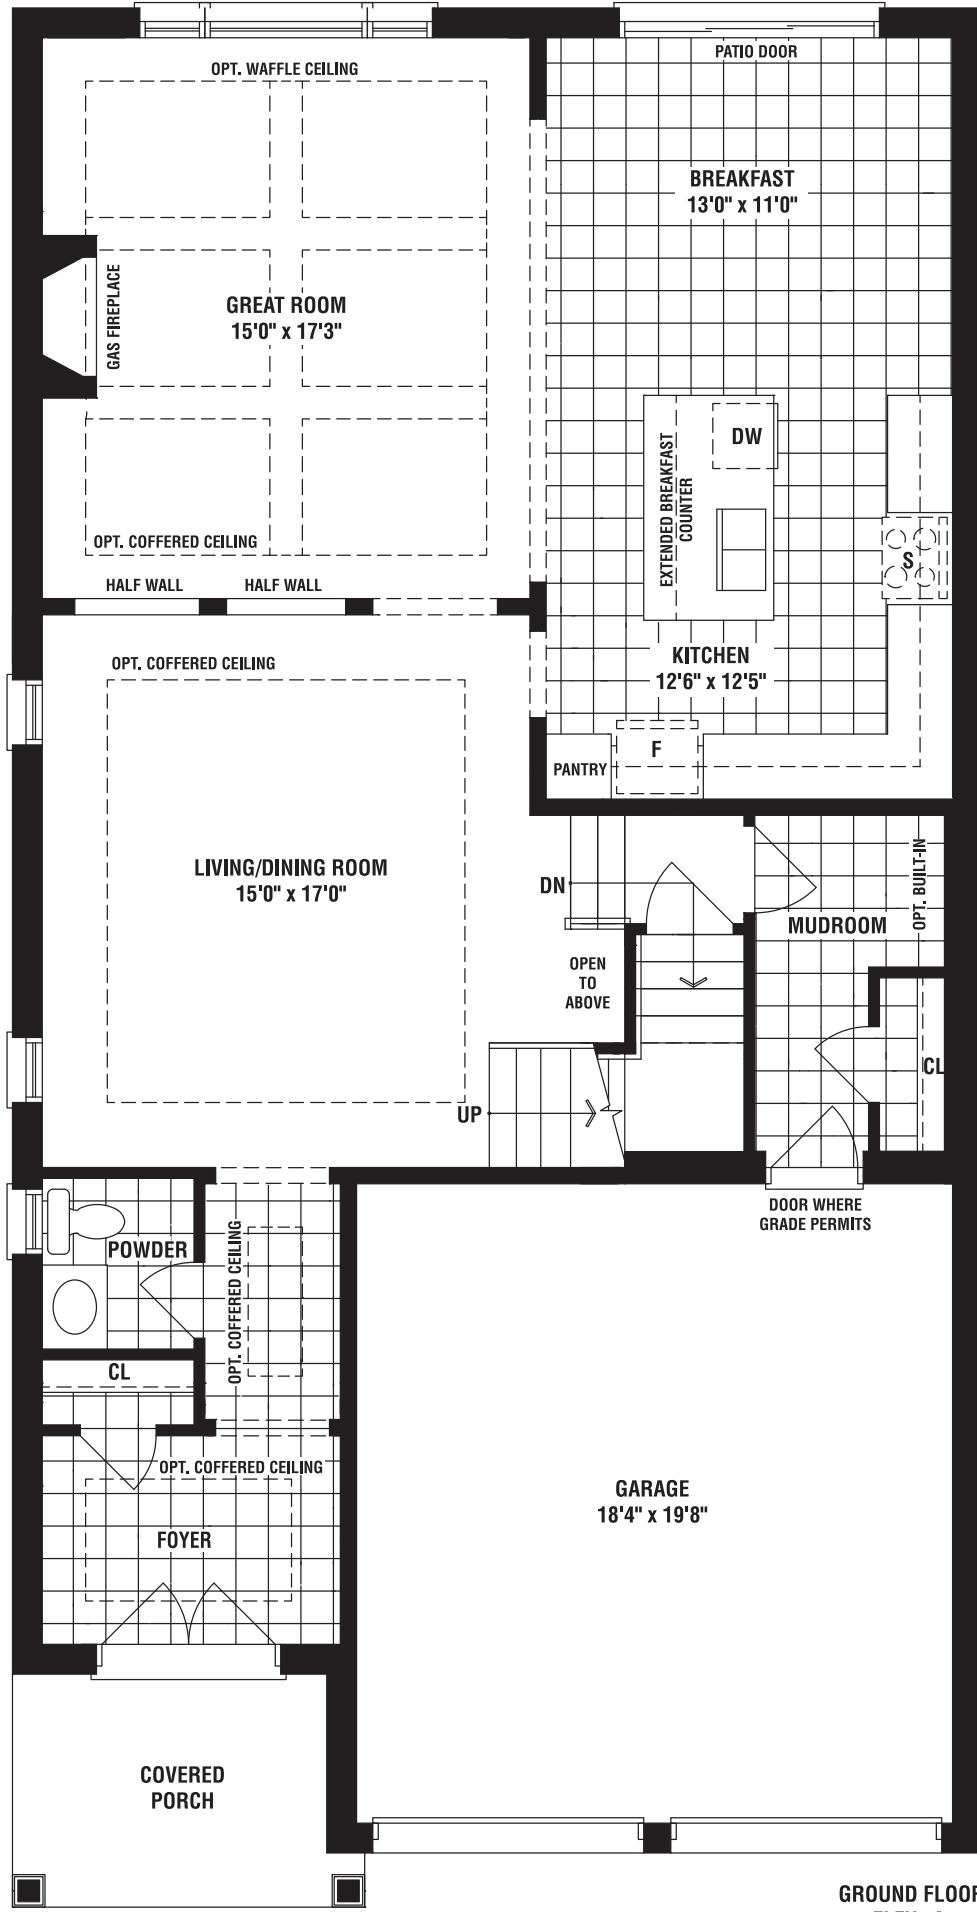 OPT. WAFFLE CEILING
PATIO DOOR
BREAKFAST
13'0" x 11'0"
GAS FIREPLACE
GREAT ROOM
15'0" x 17'3"
DW
EXTENDED BREAKFAST
COUNTER
S
OPT. COFFERED CEILING
HALF WALL
HALF WALL
OPT. COFFERED CEILING
KITCHEN
12'6" x 12'5"
F
PANTRY
LIVING/DINING ROOM
15'0" x 17'0"
DN
OPT. BUILT-IN
MUDROOM
OPEN
TO
ABOVE
CL
UP
DOOR WHERE
GRADE PERMITS
POWDER
OPT. COFFERED CEILING
CL
OPT. COFFERED CEILING
FOYER
GARAGE
18'4" x 19'8"
COVERED
PORCH
GROUND FLOOR